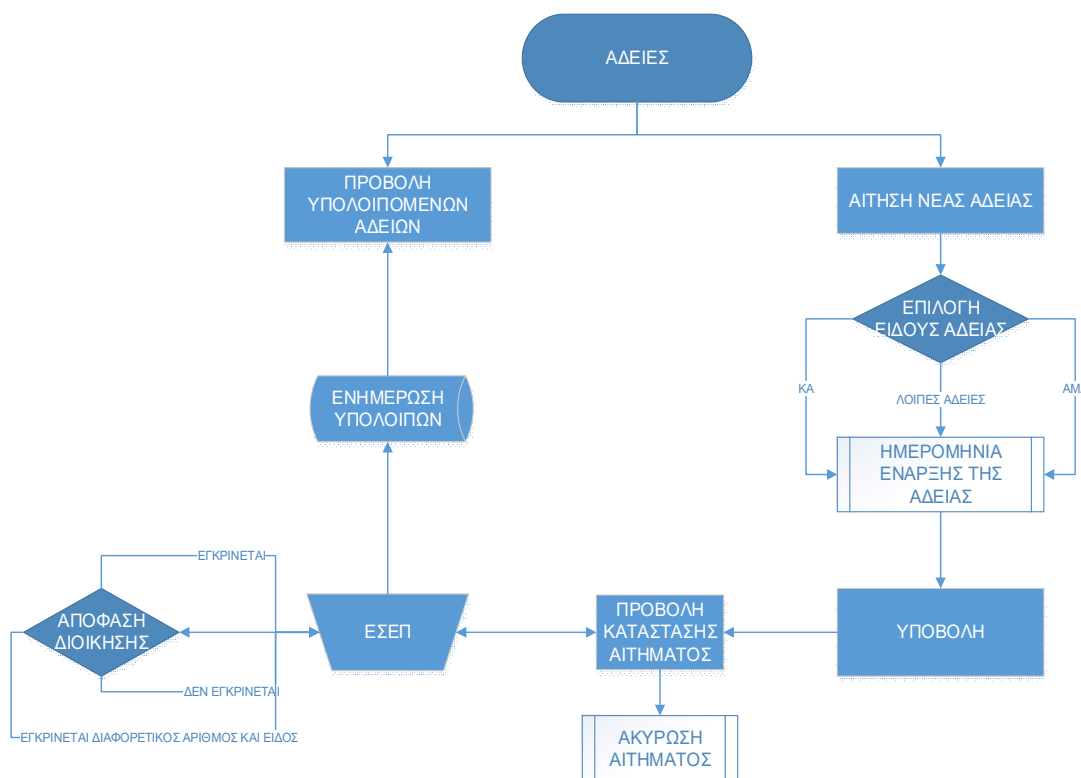 ΑΔΕΙΕΣ
ΠΡΟΒΟΛΗ
ΥΠΟΛΟΙΠΟΜΕΝΩΝ
ΑΔΕΙΩΝ
ΑΙΤΗΣΗ ΝΕΑΣ ΑΔΕΙΑΣ
ΕΠΙΛΟΓΗ
ΕΙΔΟΥΣ ΑΔΕΙΑΣ
ΚΑ
ΛΟΙΠΕΣ ΑΔΕΙΕΣ
ΑΜ
ΕΝΗΜΕΡΩΣΗ
ΥΠΟΛΟΙΠΩΝ
ΗΜΕΡΟΜΗΝΙΑ
ΕΝΑΡΞΗΣ ΤΗΣ
ΑΔΕΙΑΣ
ΕΓΚΡΙΝΕΤΑΙ
ΑΠΟΦΑΣΗ
ΔΙΟΙΚΗΣΗΣ
ΕΣΕΠ
ΠΡΟΒΟΛΗ
ΚΑΤΑΣΤΑΣΗΣ
ΑΙΤΗΜΑΤΟΣ
ΥΠΟΒΟΛΗ
ΔΕΝ ΕΓΚΡΙΝΕΤΑΙ
ΕΓΚΡΙΝΕΤΑΙ ΔΙΑΦΟΡΕΤΙΚΟΣ ΑΡΙΘΜΟΣ ΚΑΙ ΕΙΔΟΣ
ΑΚΥΡΩΣΗ
ΑΙΤΗΜΑΤΟΣ